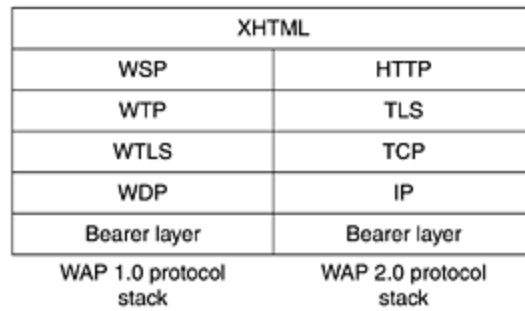 XHTML
WSP HTTP
WTP TLS
WTLS TCP
WDP IP
Bearer layer Bearer layer
WAP 1.0 protocol WAP 2.0 protocol
stack stack